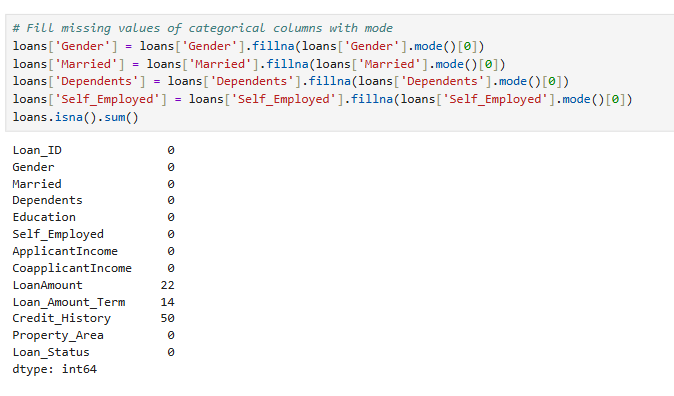 # Fill missing values of categorical columns with mode
loans['Gender'] = loans['Gender'].fillna(loans['Gender'].mode()[0])
loans['Married'] = loans['Married'].fillna(loans['Married'].mode()[0])
loans['Dependents'] = loans['Dependents'].fillna(loans['Dependents'].mode()[0])
loans['Self_Employed'] = loans['Self_Employed'].fillna(loans['Self_Employed'].mode()[0])
loans.isna().sum()
Loan_ID 0
Gender 0
Married 0
Dependents 0
Education 0
Self_Employed 0
ApplicantIncome 0
CoapplicantIncome 0
LoanAmount 22
Loan_Amount_Term 14
Credit_History 50
Property_Area 0
Loan_Status 0
dtype: int64